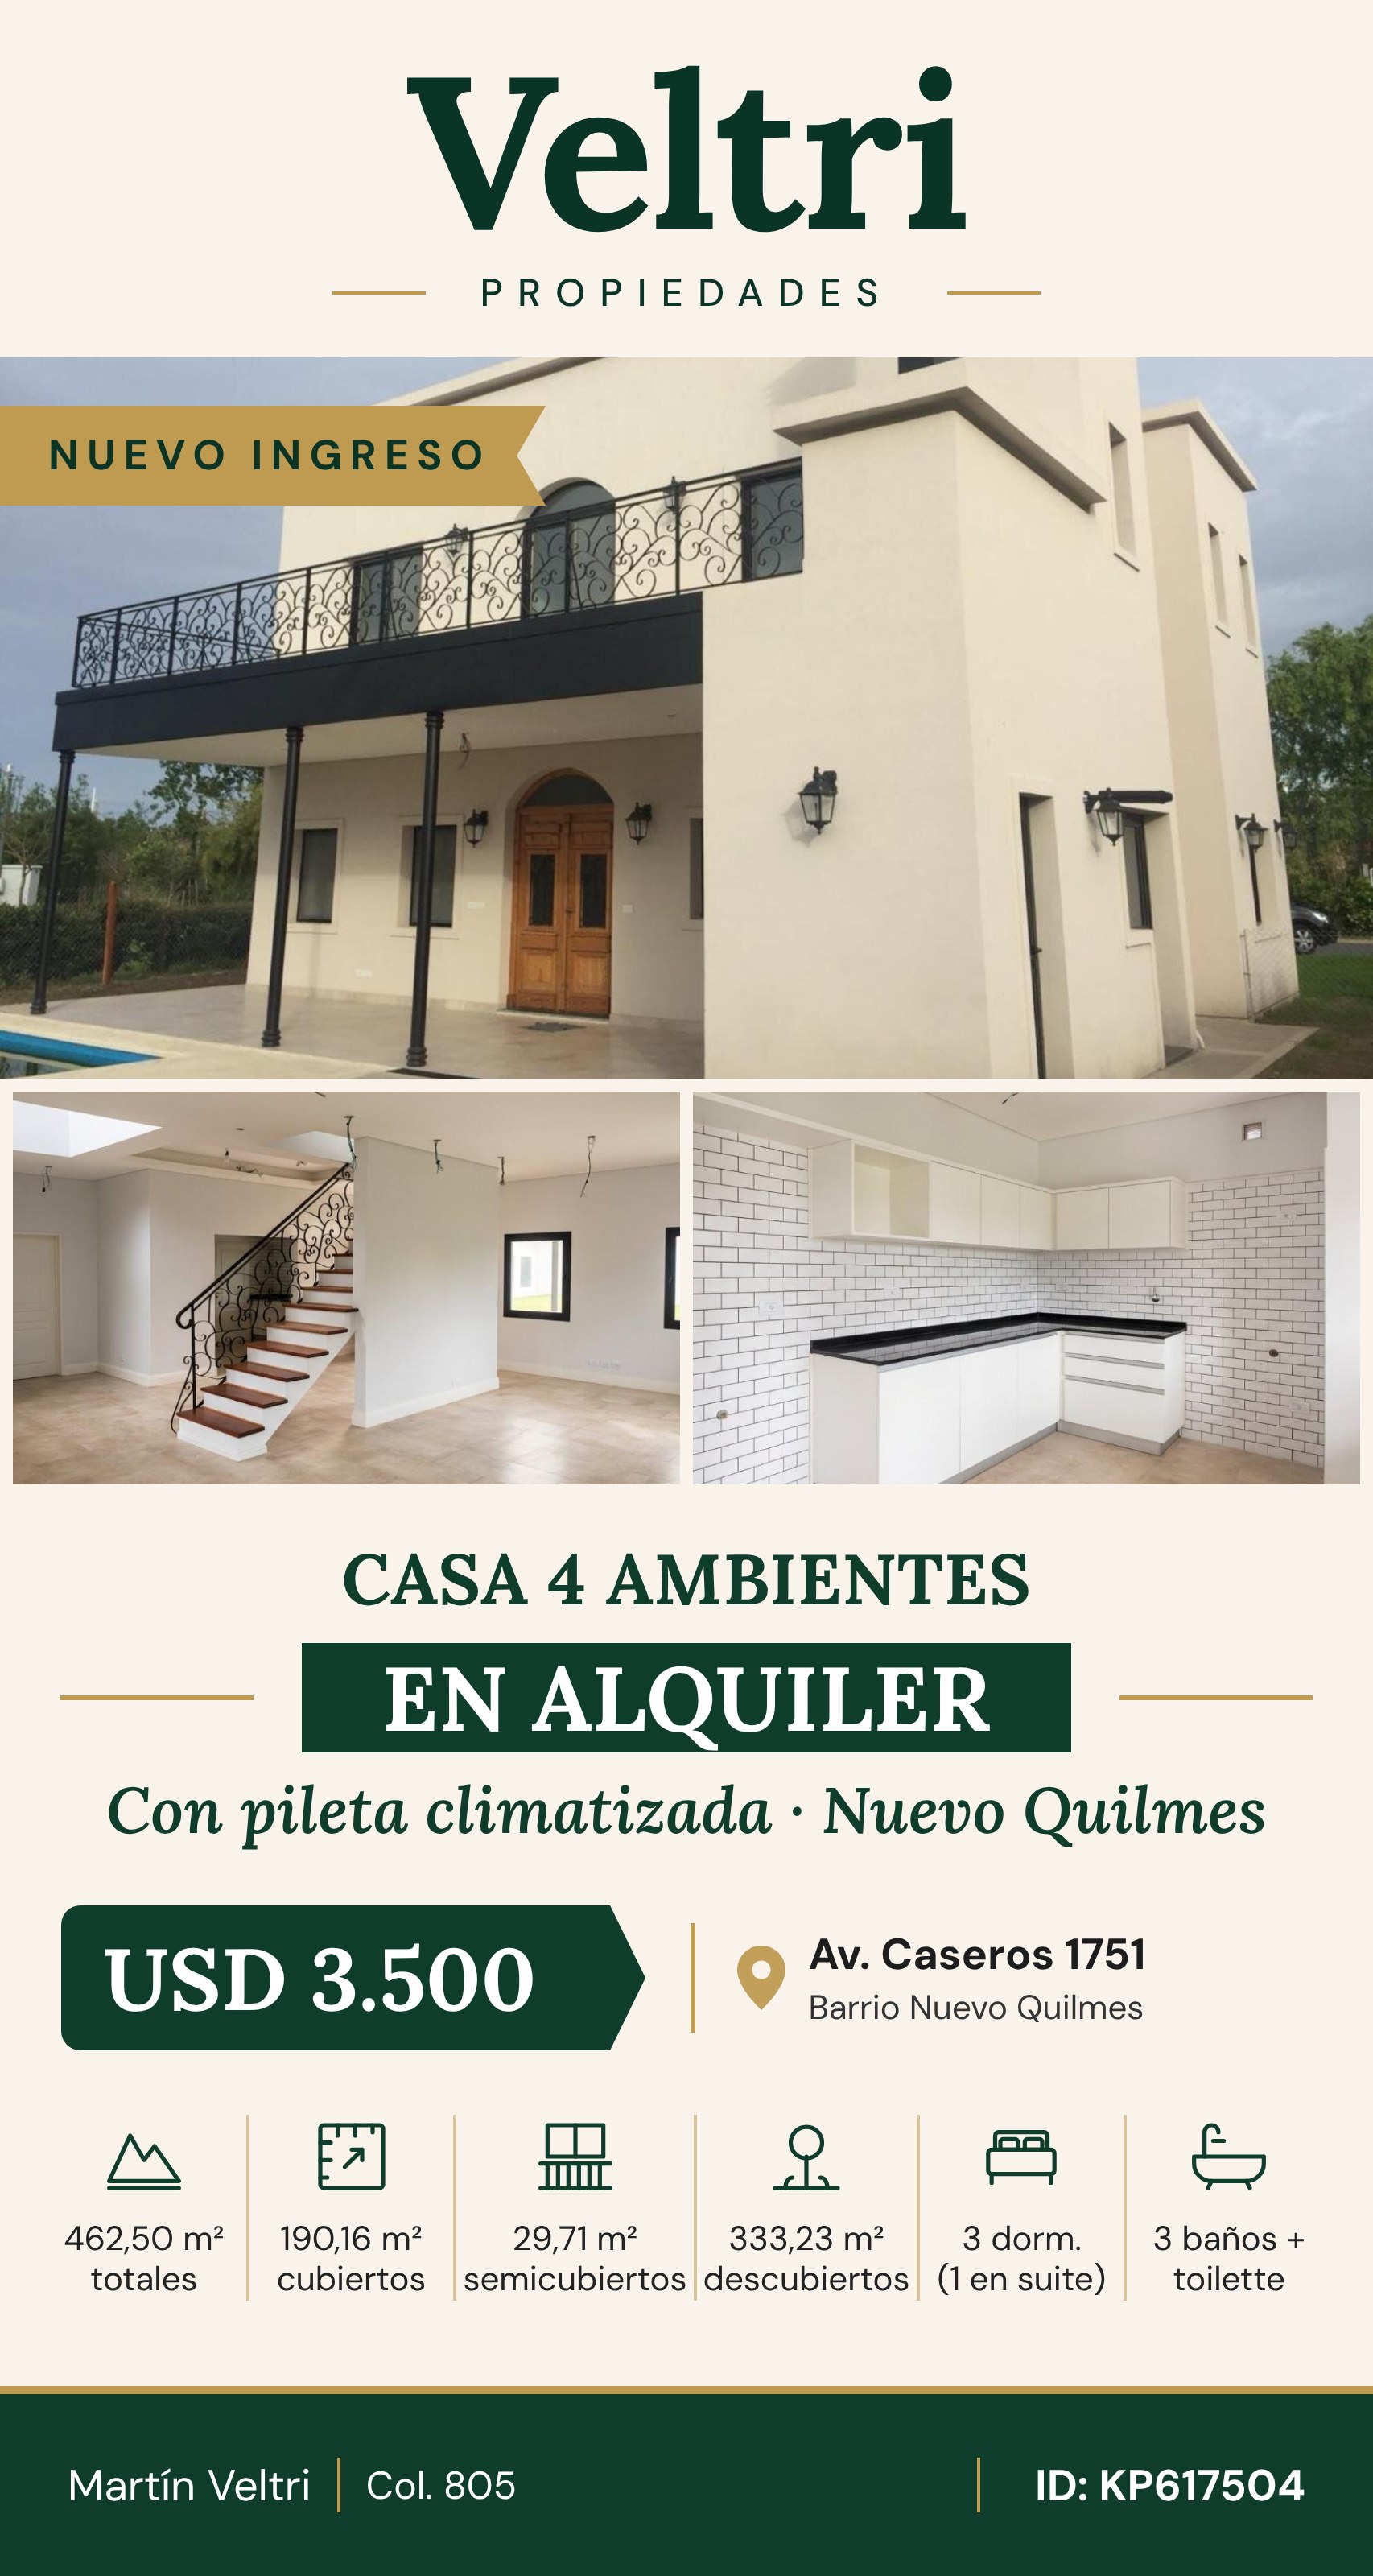 Veltri
PROPIEDADES
NUEVO INGRESO
CASA 4 AMBIENTES
EN ALQUILER
Con pileta climatizada · Nuevo Quilmes
USD 3.500
Av. Caseros 1751
Barrio Nuevo Quilmes
462,50 m²
totales
190,16 m²
cubiertos
29,71 m²
semicubiertos
333,23 m²
descubiertos
3 dorm.
(1 en suite)
3 baños +
toilette
Martín Veltri
Col. 805
ID: KP617504